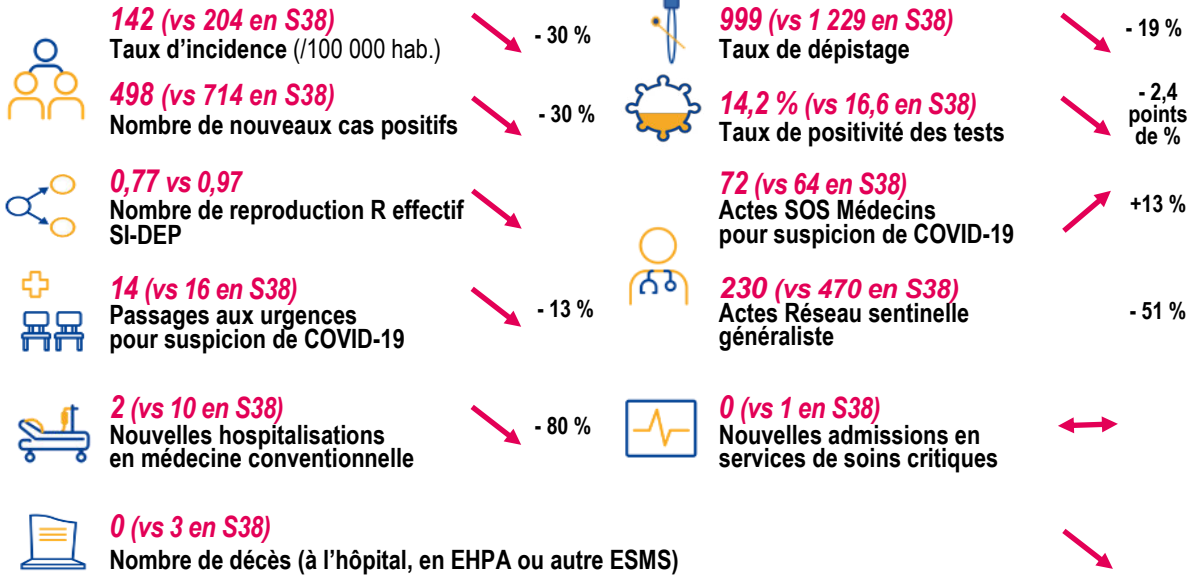 142 (vs 204 en S38)
Taux d'incidence (/100 000 hab.)
- 30 %
999 (vs 1 229 en S38)
Taux de dépistage
- 19 %
498 (vs 714 en S38)
Nombre de nouveaux cas positifs
- 30 %
14,2 % (vs 16,6 en S38)
Taux de positivité des tests
- 2,4
points
de %
0,77 vs 0,97
Nombre de reproduction R effectif
SI-DEP
72 (vs 64 en S38)
Actes SOS Médecins
pour suspicion de COVID-19
+13 %
14 (vs 16 en S38)
Passages aux urgences
pour suspicion de COVID-19
- 13 %
230 (vs 470 en S38)
Actes Réseau sentinelle
généraliste
- 51 %
2 (vs 10 en S38)
Nouvelles hospitalisations
en médecine conventionnelle
- 80 %
0 (vs 1 en S38)
Nouvelles admissions en
services de soins critiques
0 (vs 3 en S38)
Nombre de décès (à l'hôpital, en EHPA ou autre ESMS)